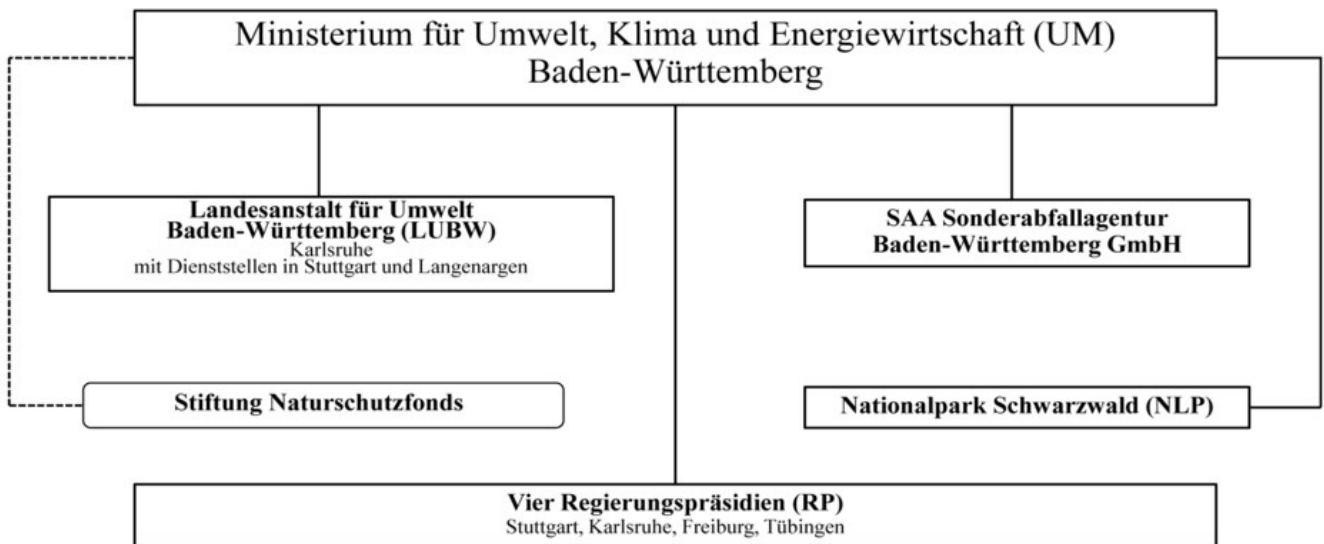 Ministerium für Umwelt, Klima und Energiewirtschaft (UM)
Baden-Württemberg
Landesanstalt für Umwelt
Baden-Württemberg (LUBW)
Karlsruhe
mit Dienststellen in Stuttgart und Langenargen
SAA Sonderabfallagentur
Baden-Württemberg GmbH
Stiftung Naturschutzfonds
Nationalpark Schwarzwald (NLP)
Vier Regierungspräsidien (RP)
Stuttgart, Karlsruhe, Freiburg, Tübingen